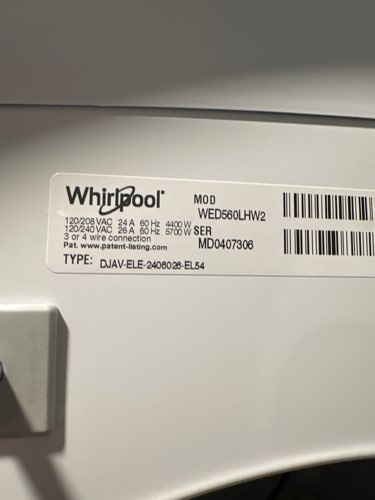 Whirlpool
MOD
WED560LHW2
120/208 VAC 24 A 60 Hz 4400 W
120/240 VAC 26 A 60 Hz 5700 W SER
3 or 4 wire connection
MD0407306
Pat. www.patent-listing.com
TYPE: DJAV-ELE-2406026-EL54